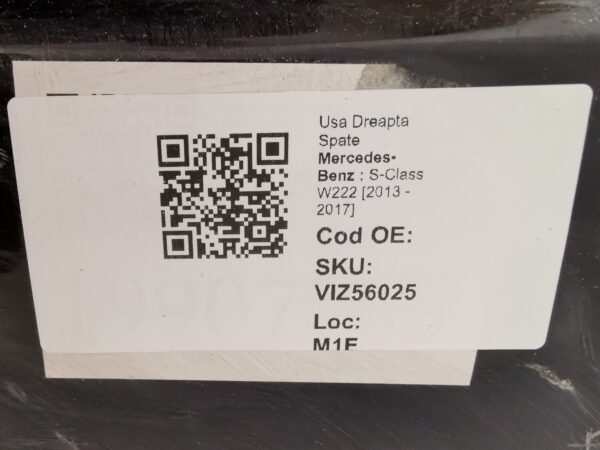 Usa Dreapta
Spate
Mercedes-
Benz : S-Class
W222 [2013 -
2017]
Cod OE:
SKU:
VIZ56025
Loc:
M1F